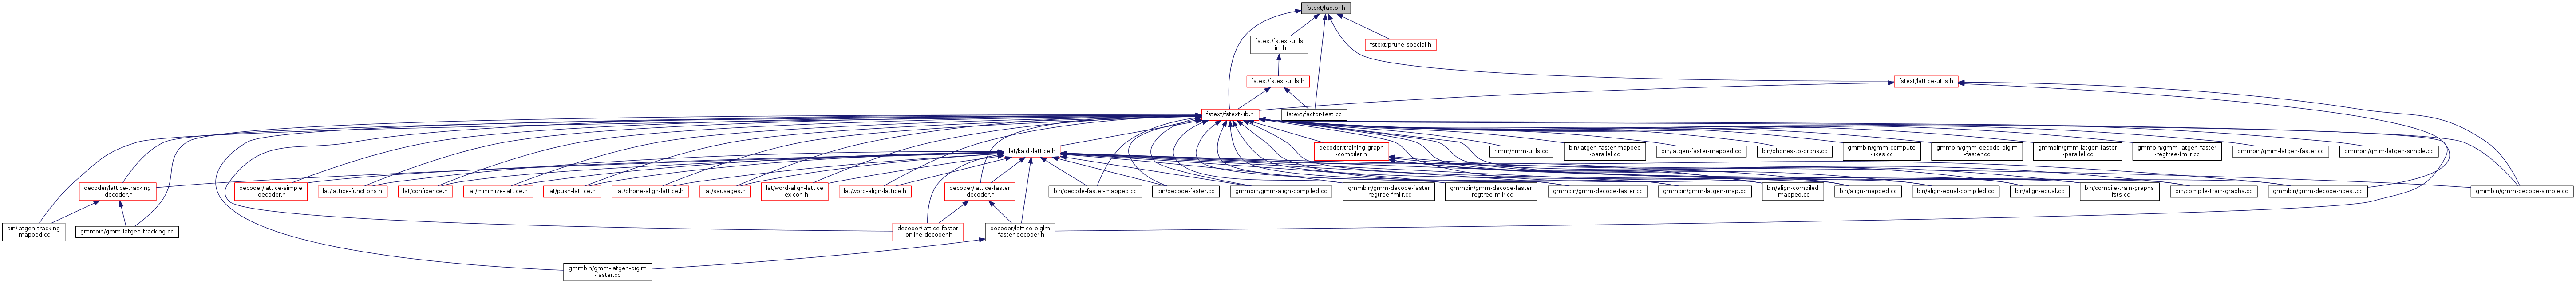 fstext/factor.h
fstext/fstext-utils
-inl.h
fstext/prune-special.h
fstext/fstext-utils.h
fstext/lattice-utils.h
fstext/fstext-lib.h
fstext/factor-test.cc
lat/kaldi-lattice.h
decoder/training-graph
-compiler.h
hmm/hmm-utils.cc
bin/latgen-faster-mapped
-parallel.cc
bin/latgen-faster-mapped.cc
bin/phones-to-prons.cc
gmmbin/gmm-compute
-likes.cc
gmmbin/gmm-decode-biglm
-faster.cc
gmmbin/gmm-latgen-faster
-parallel.cc
gmmbin/gmm-latgen-faster
-regtree-fmllr.cc
gmmbin/gmm-latgen-faster.cc
gmmbin/gmm-latgen-simple.cc
decoder/lattice-tracking
-decoder.h
decoder/lattice-simple
-decoder.h
lat/lattice-functions.h
lat/confidence.h
lat/minimize-lattice.h
lat/push-lattice.h
lat/phone-align-lattice.h
lat/sausages.h
lat/word-align-lattice
-lexicon.h
lat/word-align-lattice.h
decoder/lattice-faster
-decoder.h
bin/decode-faster-mapped.cc
bin/decode-faster.cc
gmmbin/gmm-align-compiled.cc
gmmbin/gmm-decode-faster
-regtree-fmllr.cc
gmmbin/gmm-decode-faster
-regtree-mllr.cc
gmmbin/gmm-decode-faster.cc
gmmbin/gmm-latgen-map.cc
bin/align-compiled
-mapped.cc
bin/align-mapped.cc
bin/align-equal-compiled.cc
bin/align-equal.cc
bin/compile-train-graphs
-fsts.cc
bin/compile-train-graphs.cc
gmmbin/gmm-decode-nbest.cc
gmmbin/gmm-decode-simple.cc
bin/latgen-tracking
-mapped.cc
gmmbin/gmm-latgen-tracking.cc
decoder/lattice-faster
-online-decoder.h
decoder/lattice-biglm
-faster-decoder.h
gmmbin/gmm-latgen-biglm
-faster.cc